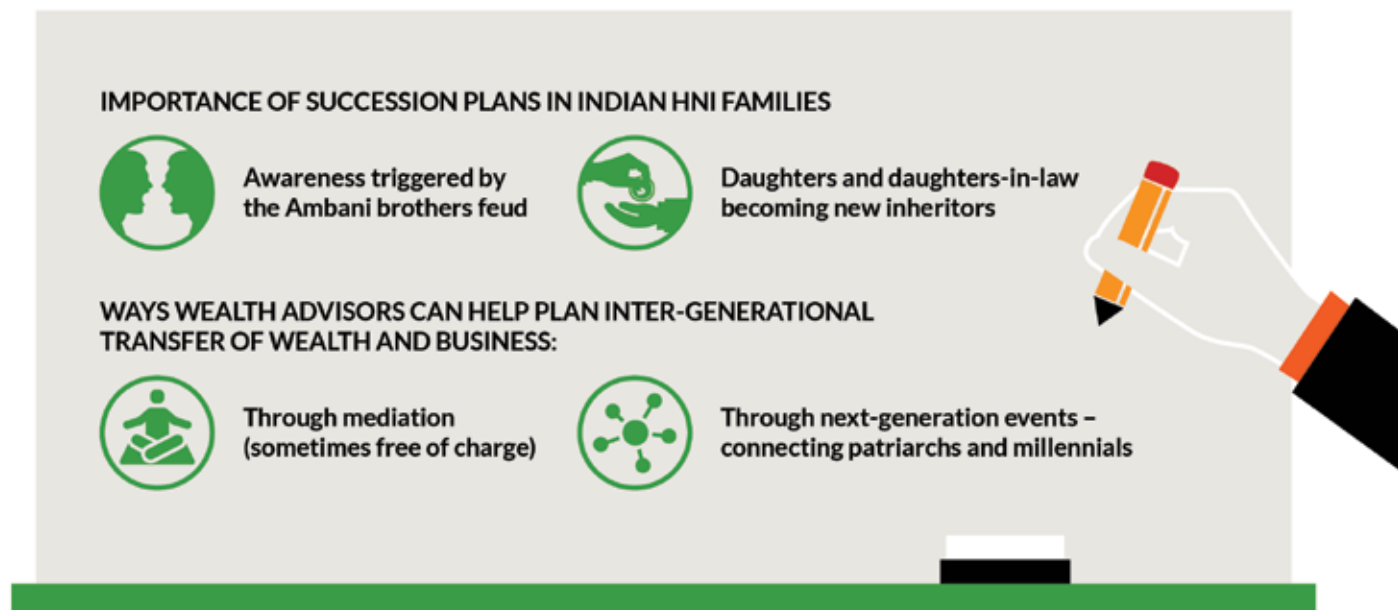 IMPORTANCE OF SUCCESSION PLANS IN INDIAN HNI FAMILIES
Awareness triggered by
the Ambani brothers feud
Daughters and daughters-in-law
becoming new inheritors
WAYS WEALTH ADVISORS CAN HELP PLAN INTER-GENERATIONAL
TRANSFER OF WEALTH AND BUSINESS:
Through mediation
(sometimes free of charge)
Through next-generation events –
connecting patriarchs and millennials